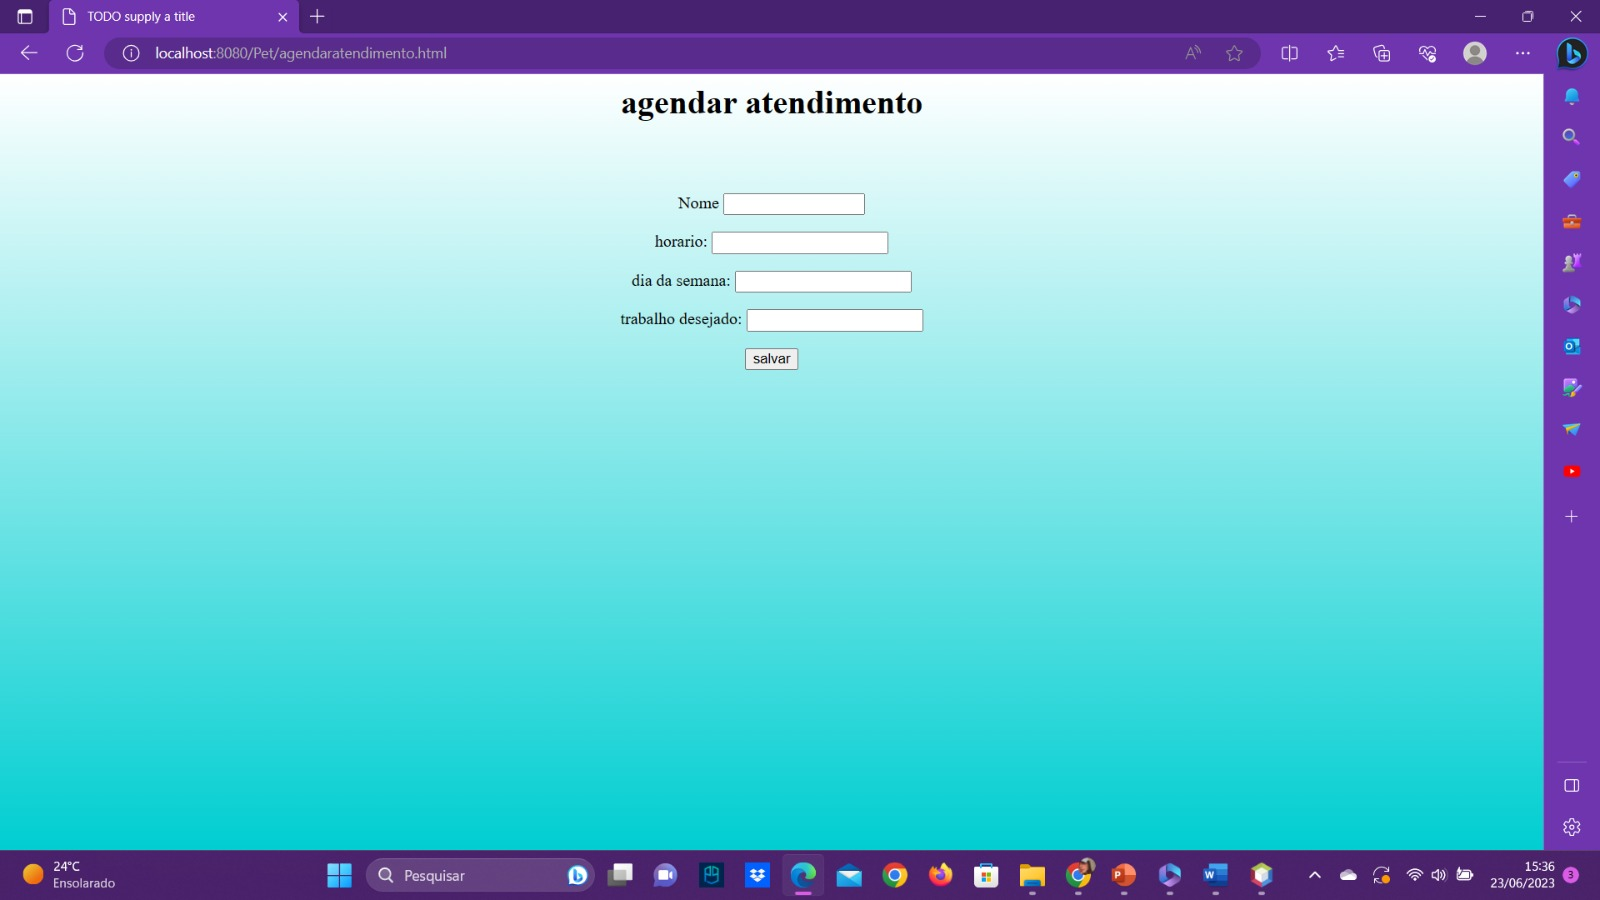 TODO supply a title
localhost:8080/Pet/agendaratendimento.html
agendar atendimento
Nome
horario:
dia da semana:
trabalho desejado:
salvar
24°C
Ensolarado
Pesquisar
15:36
23/06/2023
3